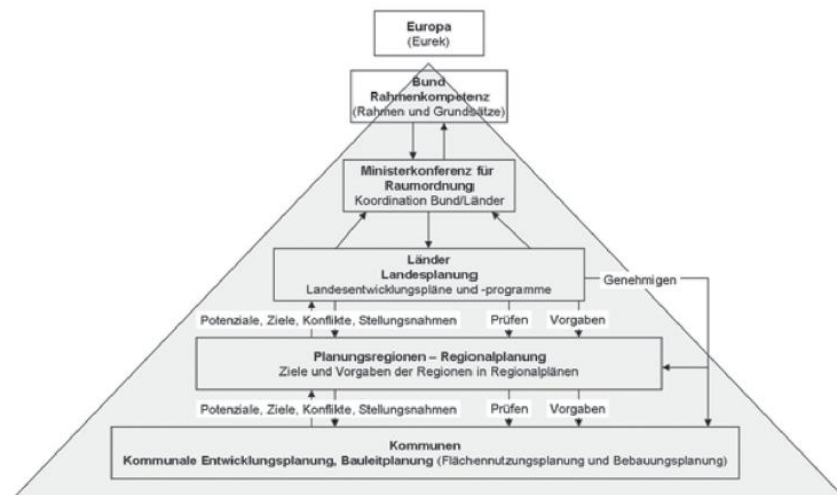 Europa
(Eurek)
Bund
Rahmenkompetenz
(Rahmen und Grundsätze)
Ministerkonferenz für
Raumordnung
Koordination Bund/Länder
Länder
Landesplanung
Landesentwicklungspläne und -programme
Genehmigen
Potenziale, Ziele, Konflikte, Stellungsnahmen Prüfen Vorgaben
Planungsregionen – Regionalplanung
Ziele und Vorgaben der Regionen in Regionalplänen
Potenziale, Ziele, Konflikte, Stellungsnahmen Prüfen Vorgaben
Kommunen
Kommunale Entwicklungsplanung, Bauleitplanung (Flächennutzungsplanung und Bebauungsplanung)